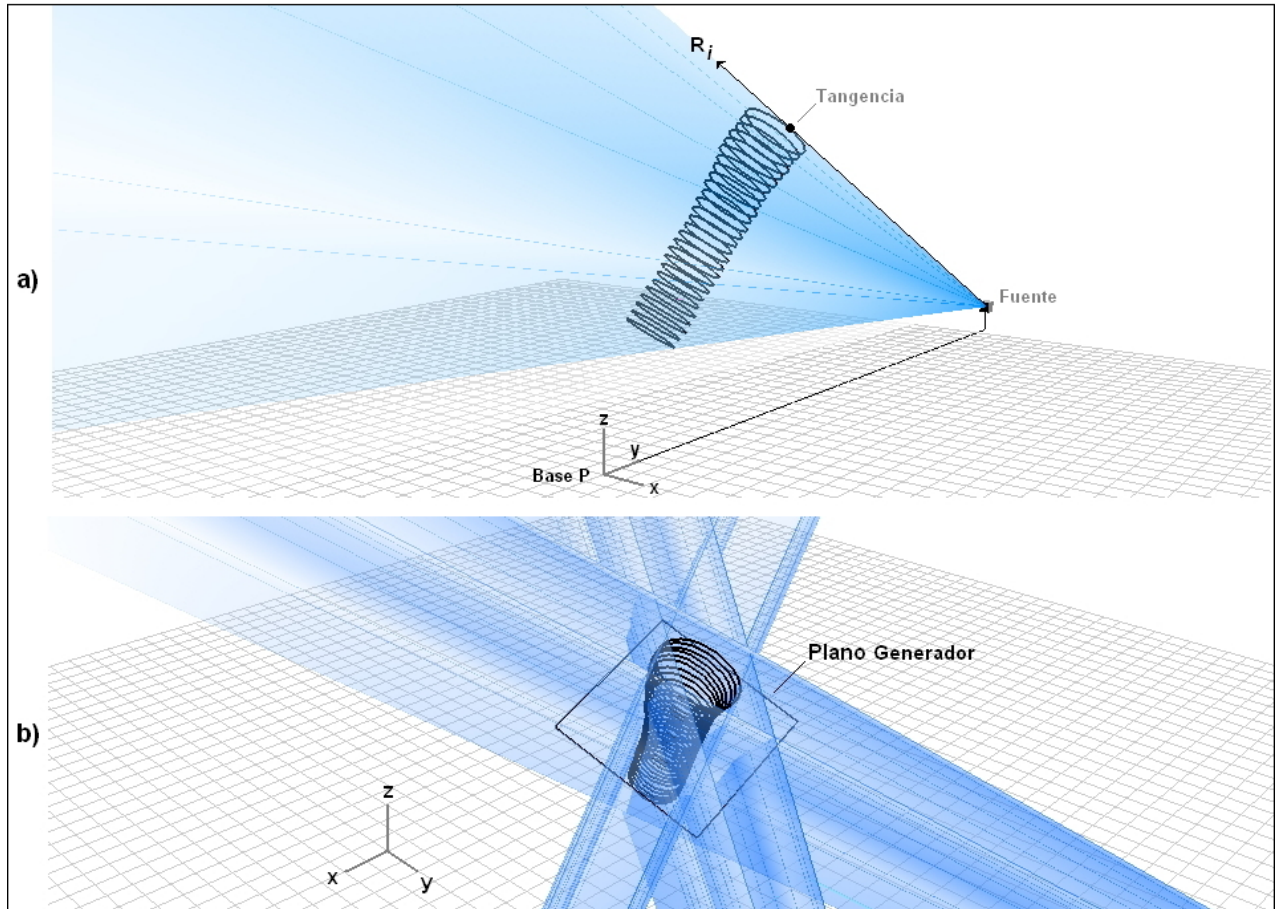 R i
Tangencia
a)
Fuente
z
y
Base P
x
Plano Generador
b)
z
x
y